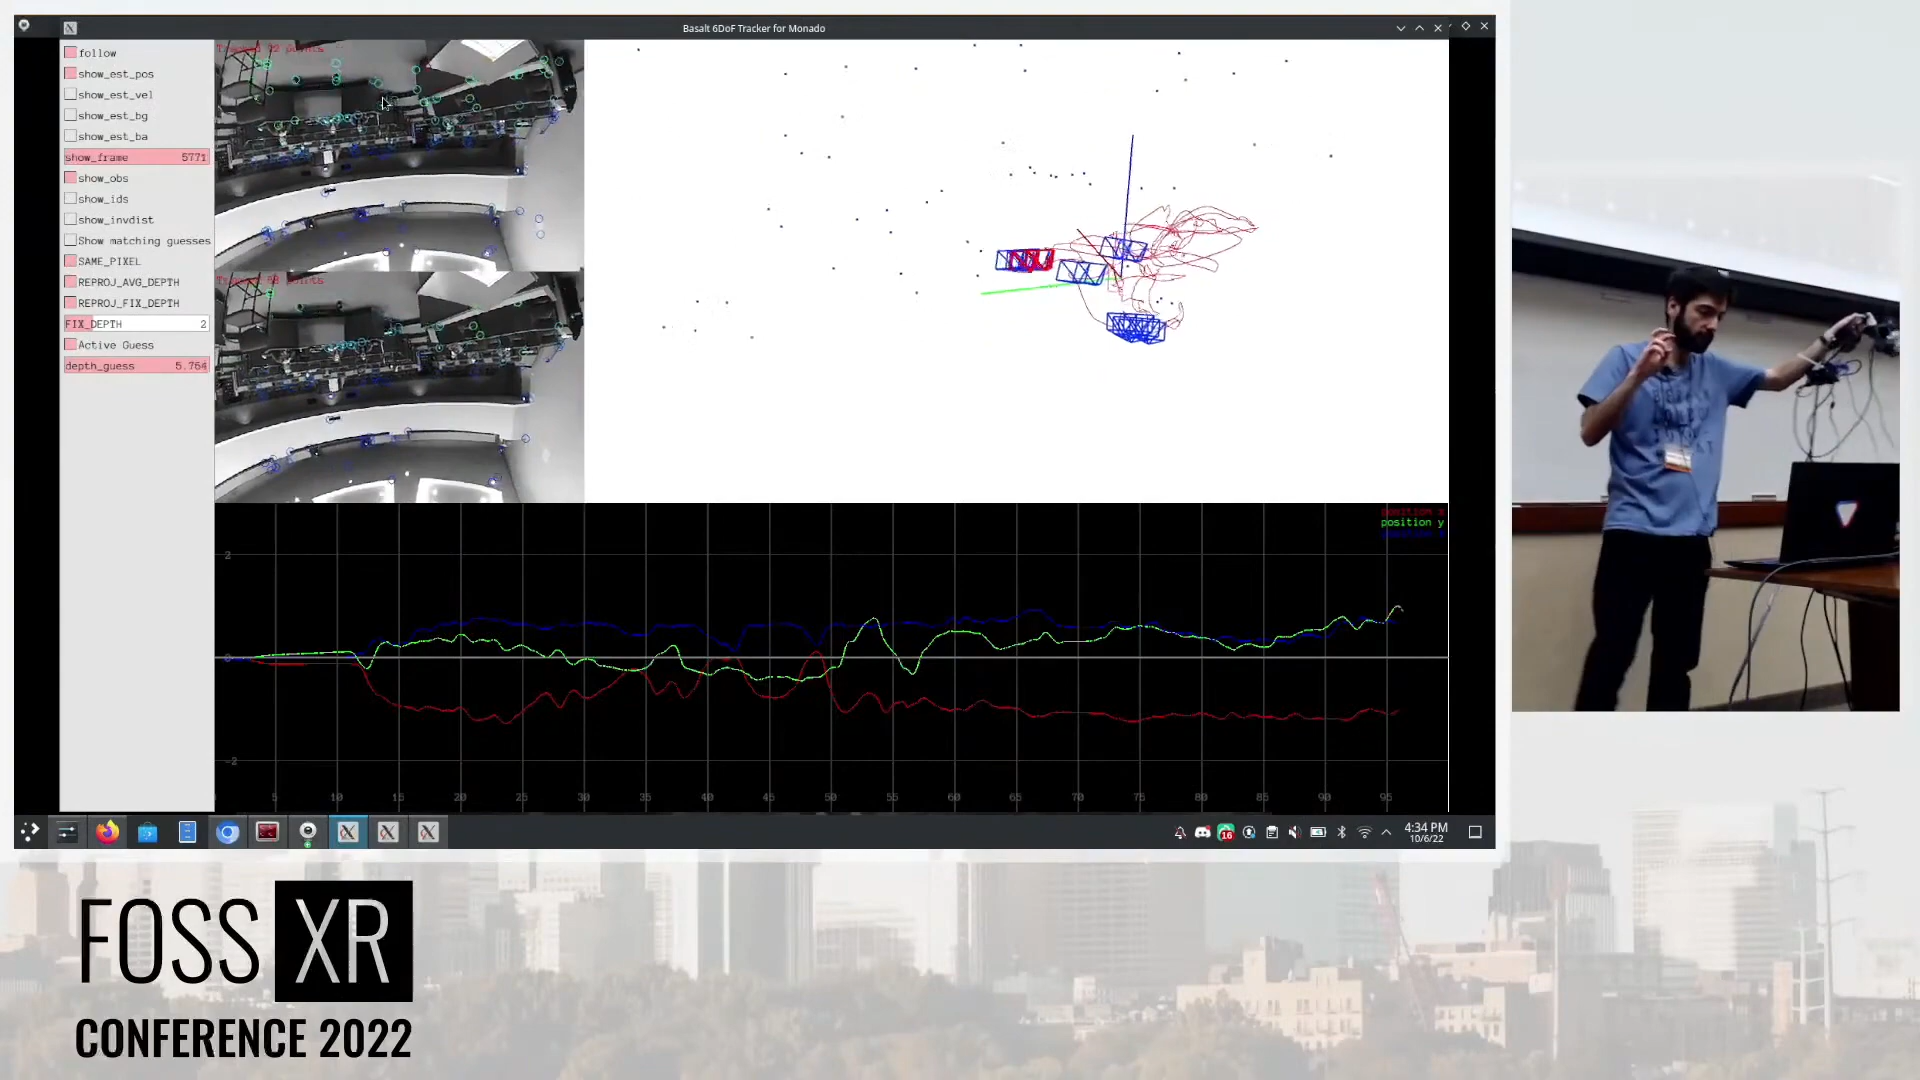 Basalt 6DoF Tracker for Monado
follow
show_est_pos
show_est_vel
show_est_bg
show_est_ba
show_frame 5771
show_obs
show_ids
show_invdist
Show matching guesses
SAME_PIXEL
REPROJ_AVG_DEPTH
REPROJ_FIX_DEPTH
FIX_DEPTH 2
Active Guess
depth_guess 5.764
position x
position y
2
0
-2
5 10 15 20 25 30 35 40 45 50 55 60 65 70 75 80 85 90 95
16
4:34 PM
10/6/22
FOSS XR
CONFERENCE 2022